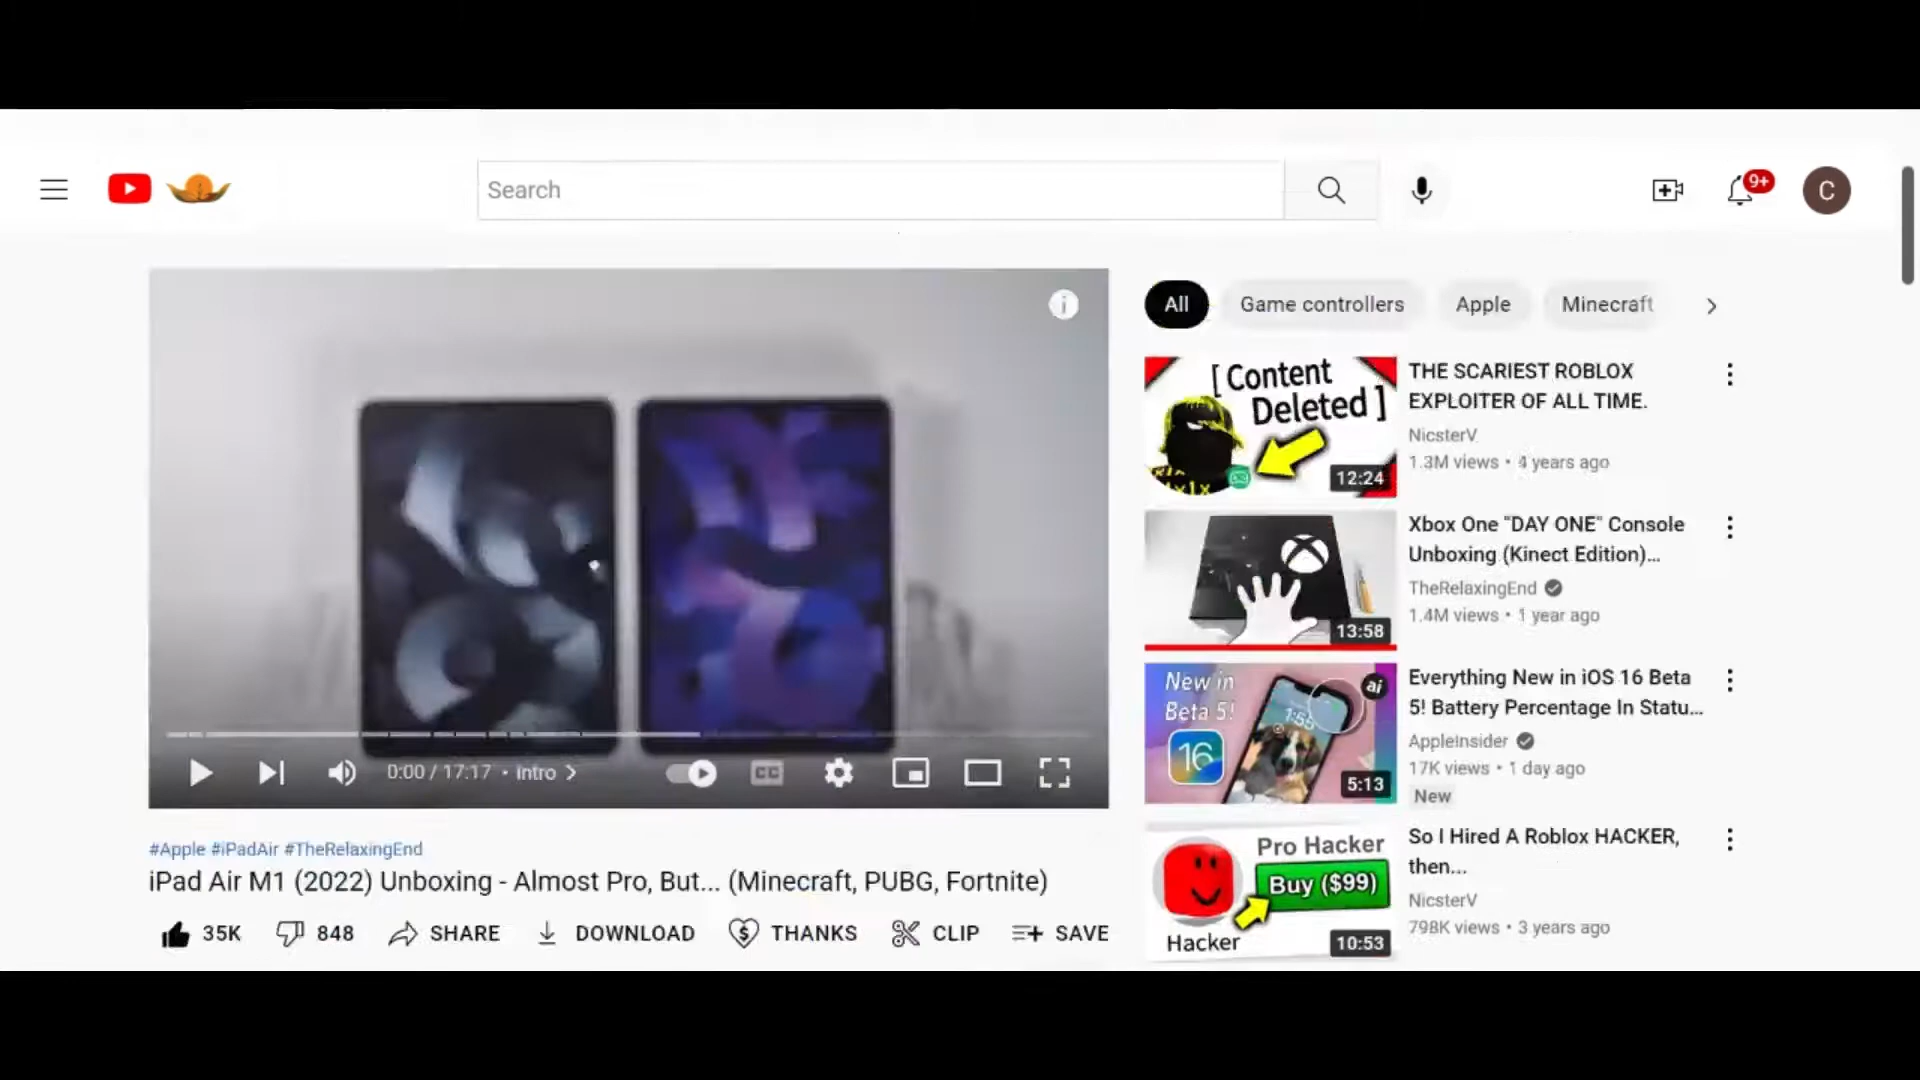 Search
9+
C
i
All
Game controllers
Apple
Minecraft
[ Content
Deleted ]
12:24
THE SCARIEST ROBLOX
EXPLOITER OF ALL TIME.
NicsterV
1.3M views • 4 years ago
13:58
Xbox One "DAY ONE" Console
Unboxing (Kinect Edition)...
TheRelaxingEnd
1.4M views • 1 year ago
New in
Beta 5!
ai
1:55
16
5:13
Everything New in iOS 16 Beta
5! Battery Percentage In Statu...
AppleInsider
17K views • 1 day ago
New
0:00 / 17:17 • Intro
CC
#Apple #iPadAir #TheRelaxingEnd
iPad Air M1 (2022) Unboxing - Almost Pro, But... (Minecraft, PUBG, Fortnite)
35K
848
SHARE
DOWNLOAD
THANKS
CLIP
SAVE
Pro Hacker
Buy ($99)
Hacker
10:53
So I Hired A Roblox HACKER,
then...
NicsterV
798K views • 3 years ago